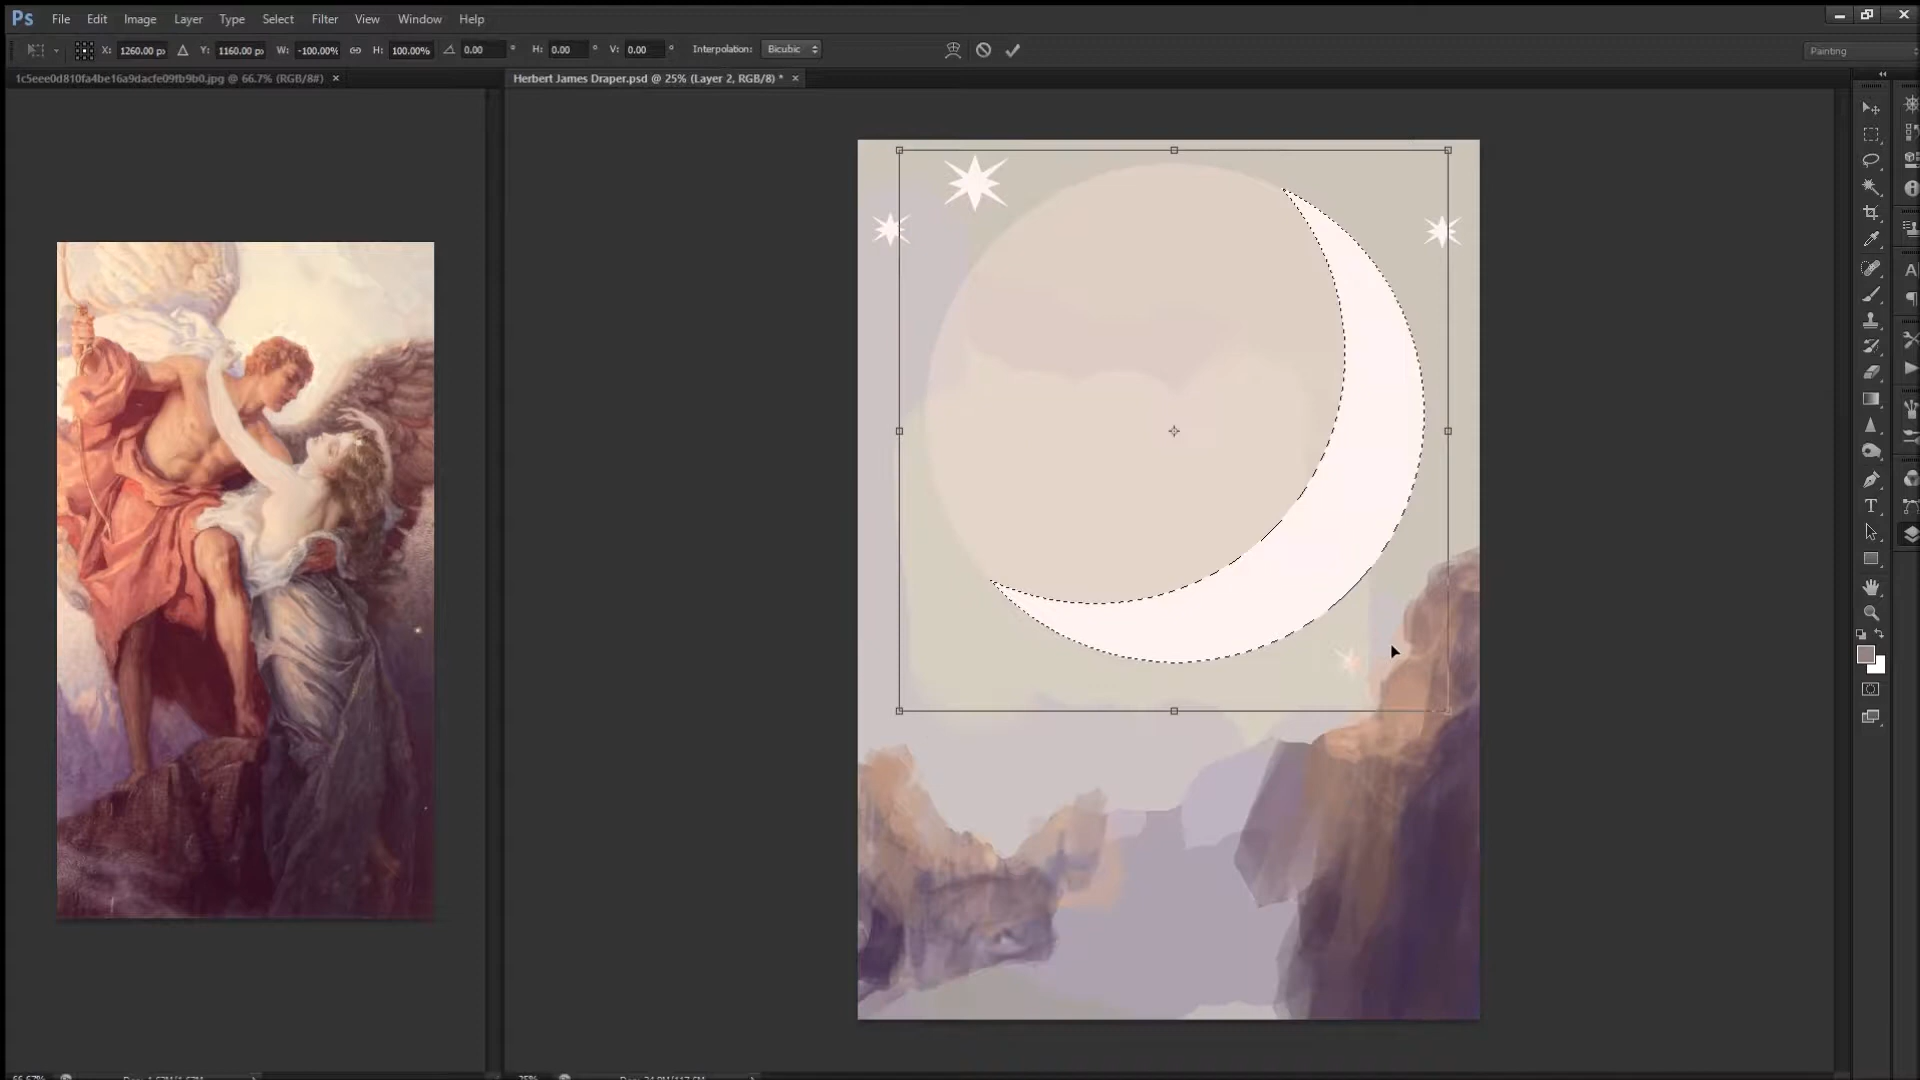 Ps File Edit Image Layer Type Select Filter View Window Help
X: 1260.00 px Y: 1160.00 px W: -100.00% H: 100.00% 0.00 ° H: 0.00 ° V: 0.00 ° Interpolation: Bicubic
Painting
1c5eee0d810fa4be16a9dacfe09fb9b0.jpg @ 66.7% (RGB/8#) ×
Herbert James Draper.psd @ 25% (Layer 2, RGB/8) * ×